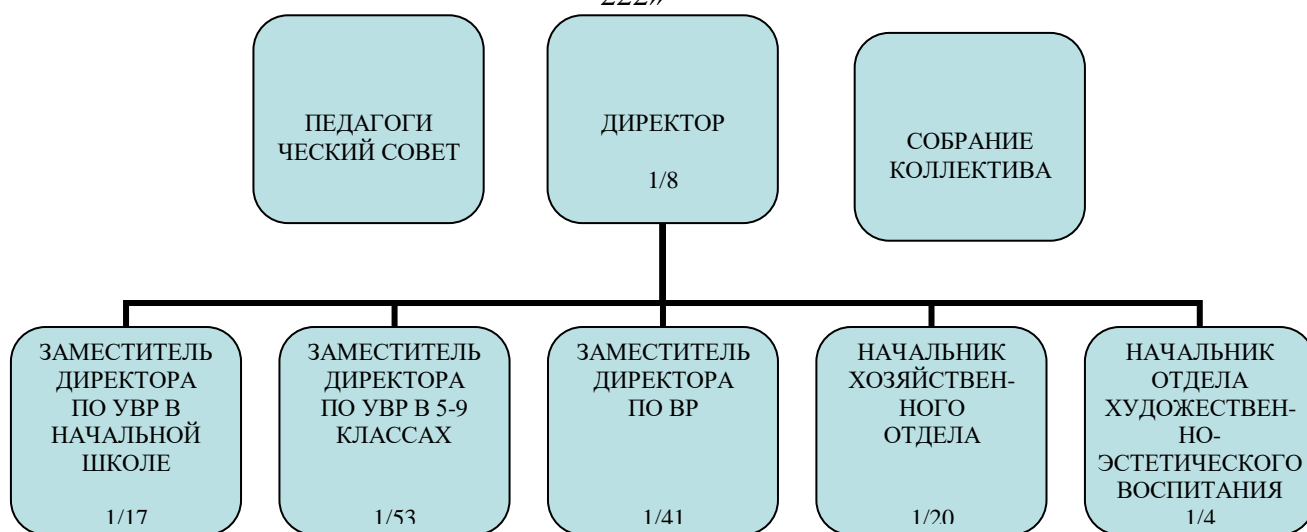 222»
ПЕДАГОГИ
ЧЕСКИЙ СОВЕТ
ДИРЕКТОР
1/8
СОБРАНИЕ
КОЛЛЕКТИВА
ЗАМЕСТИТЕЛЬ
ДИРЕКТОРА
ПО УВР В
НАЧАЛЬНОЙ
ШКОЛЕ
1/17
ЗАМЕСТИТЕЛЬ
ДИРЕКТОРА
ПО УВР В 5-9
КЛАССАХ
1/53
ЗАМЕСТИТЕЛЬ
ДИРЕКТОРА
ПО ВР
1/41
НАЧАЛЬНИК
ХОЗЯЙСТВЕН-
НОГО
ОТДЕЛА
1/20
НАЧАЛЬНИК
ОТДЕЛА
ХУДОЖЕСТВЕН-
НО-
ЭСТЕТИЧЕСКОГО
ВОСПИТАНИЯ
1/4